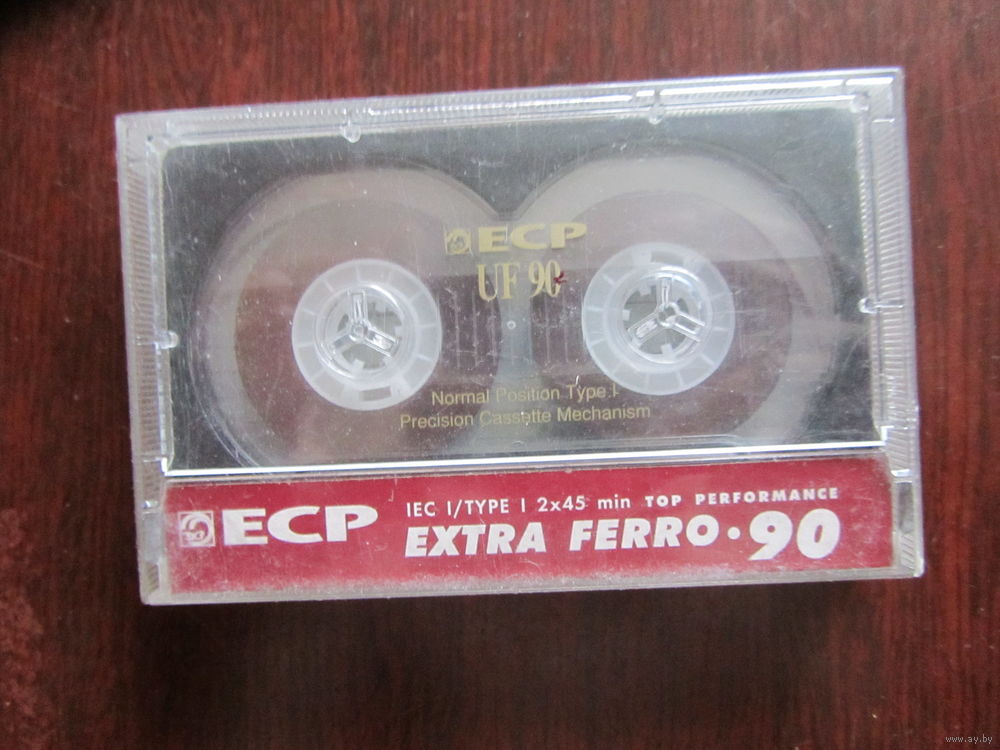 ECP
UF 90
Normal Position Type I
Precision Cassette Mechanism
ECP
IEC I/TYPE I 2x45 min TOP PERFORMANCE
EXTRA FERRO·90
www.ay.by